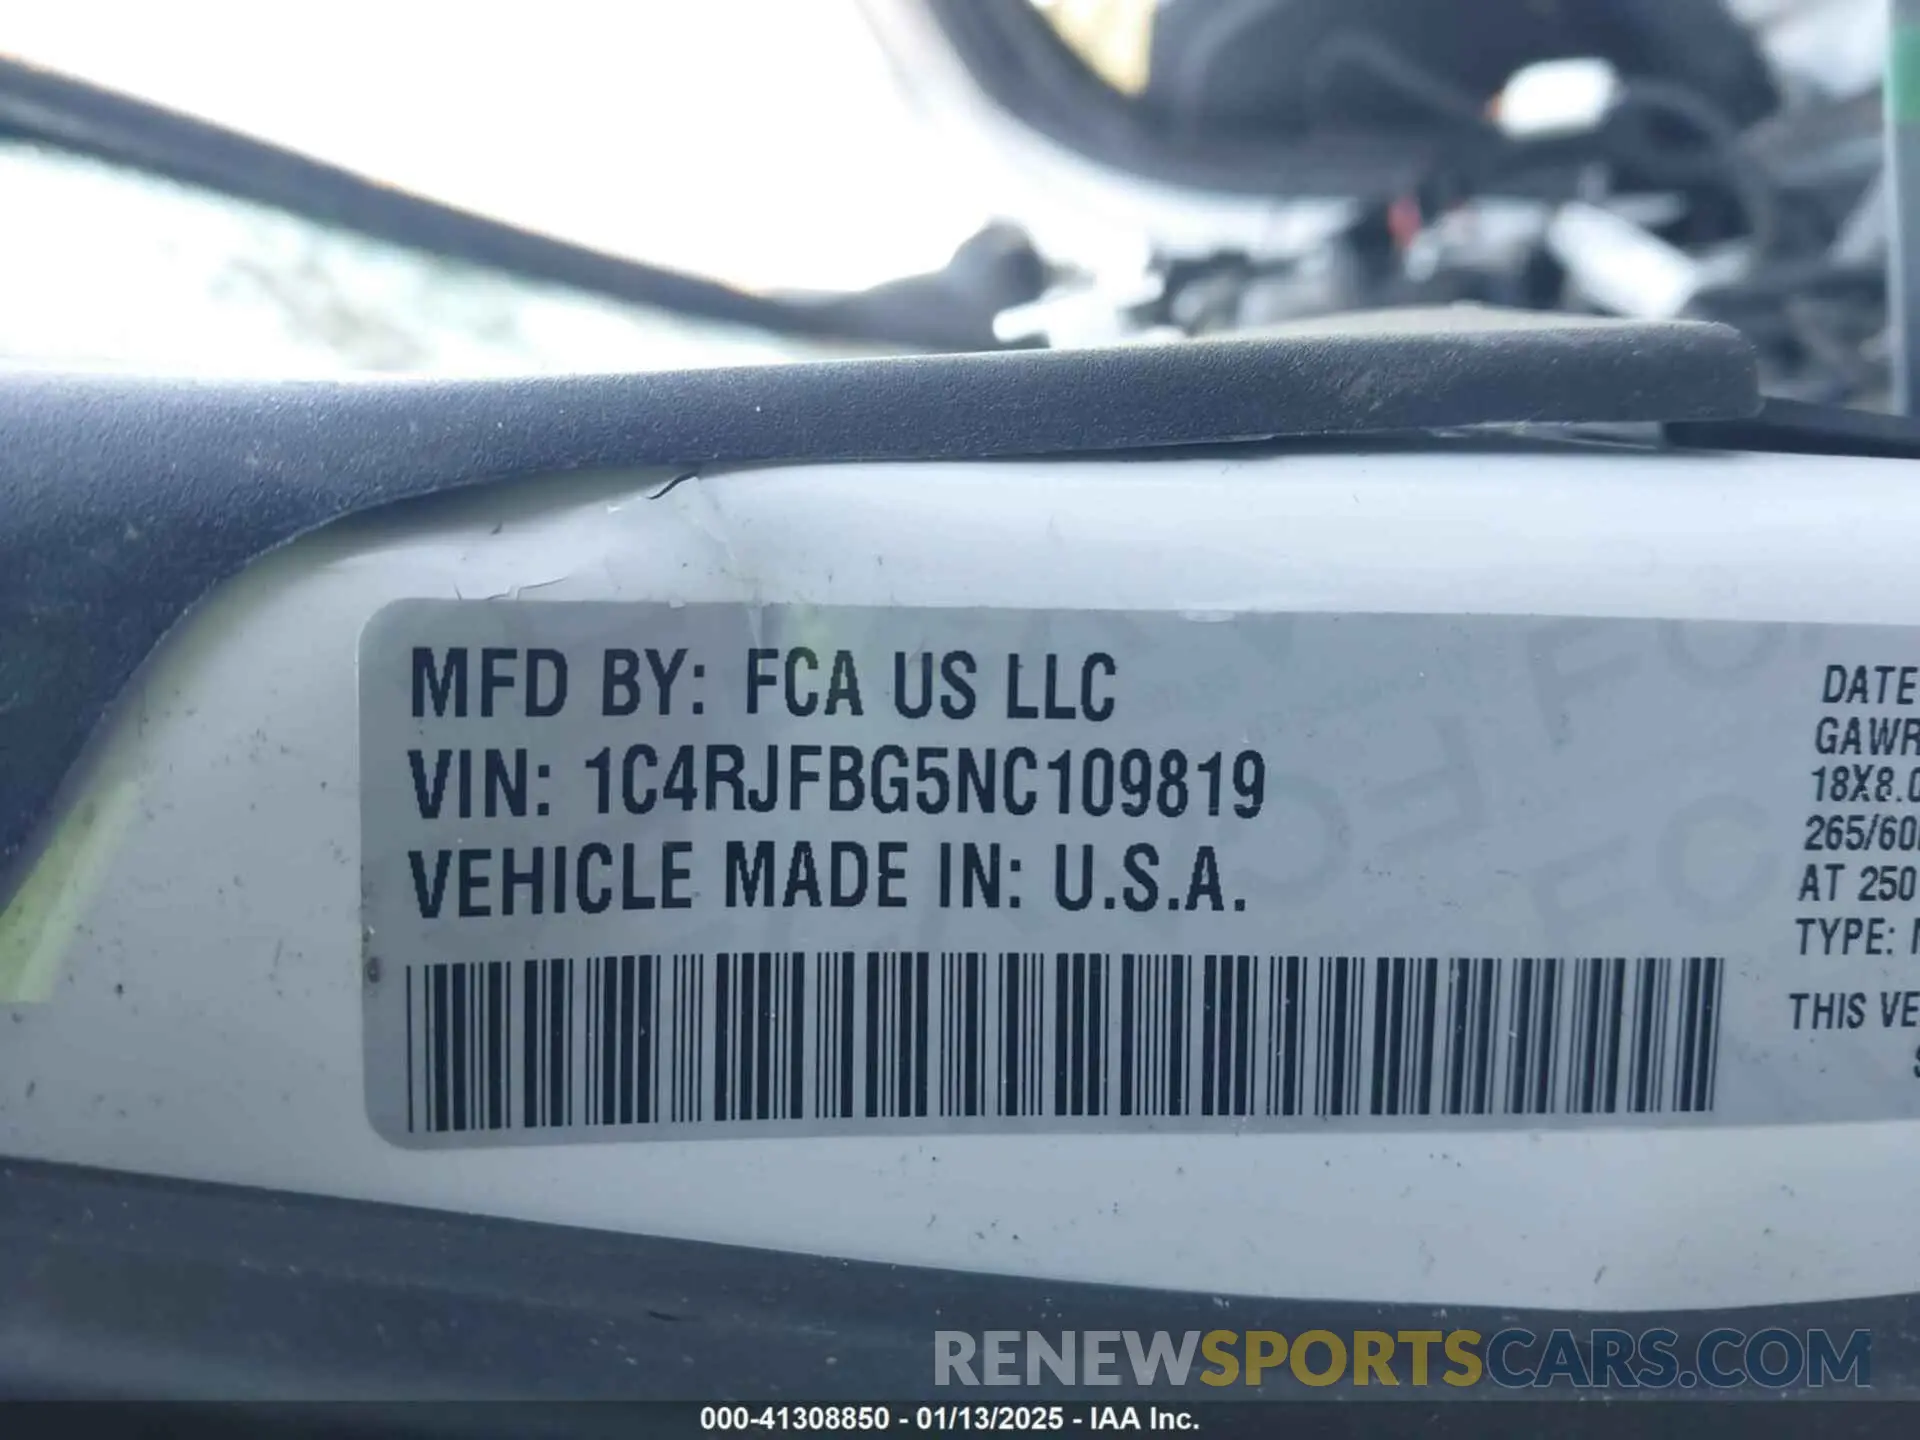 MFD BY: FCA US LLC
VIN: 1C4RJFBG5NC109819
VEHICLE MADE IN: U.S.A.
DATE
GAWR
18X8.0
265/60
AT 250
TYPE:
THIS VE
RENEWSPORTSCARS.COM
000-41308850 - 01/13/2025 - IAA Inc.